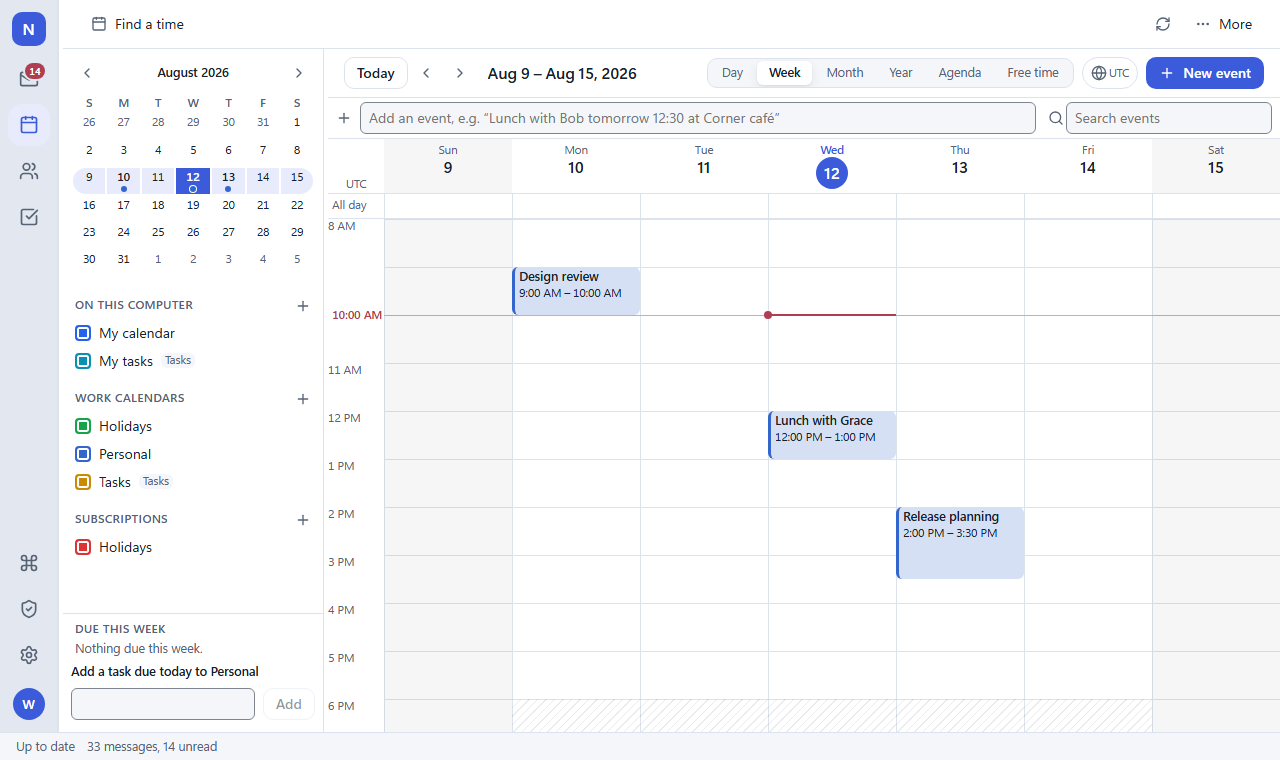 N
Find a time
More
14
August 2026
S M T W T F S
26 27 28 29 30 31 1
2 3 4 5 6 7 8
9 10 11 12 13 14 15
16 17 18 19 20 21 22
23 24 25 26 27 28 29
30 31 1 2 3 4 5
ON THIS COMPUTER
My calendar
My tasks Tasks
WORK CALENDARS
Holidays
Personal
Tasks Tasks
SUBSCRIPTIONS
Holidays
DUE THIS WEEK
Nothing due this week.
Add a task due today to Personal
Add
W
Today
Aug 9 – Aug 15, 2026
Day Week Month Year Agenda Free time
UTC
New event
Add an event, e.g. “Lunch with Bob tomorrow 12:30 at Corner café”
Search events
Sun Mon Tue Wed Thu Fri Sat
9 10 11 12 13 14 15
UTC
All day
8 AM
Design review
9:00 AM – 10:00 AM
10:00 AM
11 AM
12 PM
Lunch with Grace
12:00 PM – 1:00 PM
1 PM
2 PM
Release planning
2:00 PM – 3:30 PM
3 PM
4 PM
5 PM
6 PM
Up to date 33 messages, 14 unread